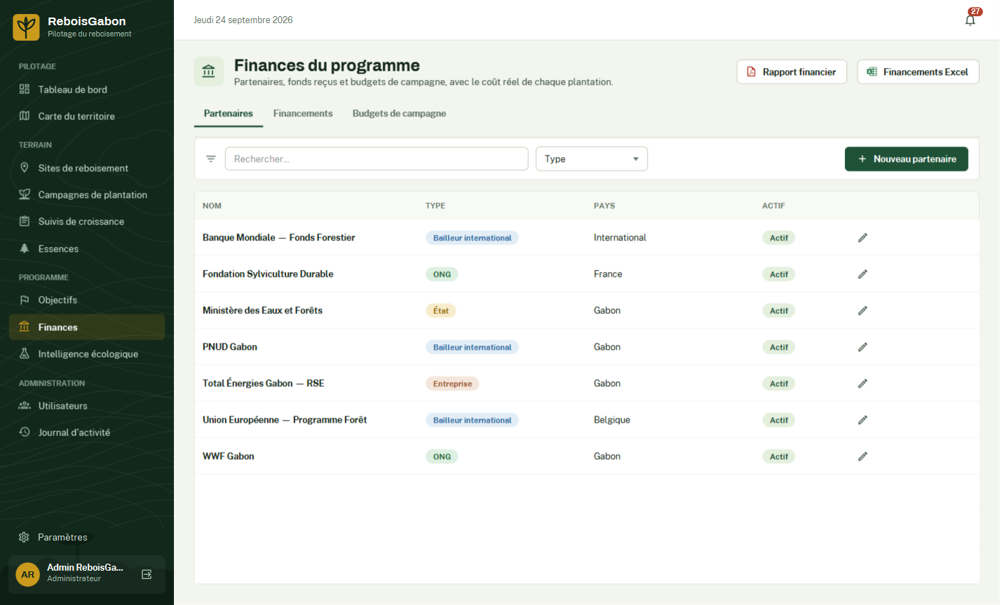 ReboisGabon
Pilotage du reboisement
PILOTAGE
Tableau de bord
Carte du territoire
TERRAIN
Sites de reboisement
Campagnes de plantation
Suivis de croissance
Essences
PROGRAMME
Objectifs
Finances
Intelligence écologique
ADMINISTRATION
Utilisateurs
Journal d'activité
Paramètres
AR
Admin ReboisGa...
Administrateur
Jeudi 24 septembre 2026
27
Finances du programme
Partenaires, fonds reçus et budgets de campagne, avec le coût réel de chaque plantation.
Rapport financier
Financements Excel
Partenaires Financements Budgets de campagne
Rechercher...
Type
+ Nouveau partenaire
NOM TYPE PAYS ACTIF
Banque Mondiale — Fonds Forestier Bailleur international International Actif
Fondation Sylviculture Durable ONG France Actif
Ministère des Eaux et Forêts État Gabon Actif
PNUD Gabon Bailleur international Gabon Actif
Total Énergies Gabon — RSE Entreprise Gabon Actif
Union Européenne — Programme Forêt Bailleur international Belgique Actif
WWF Gabon ONG Gabon Actif